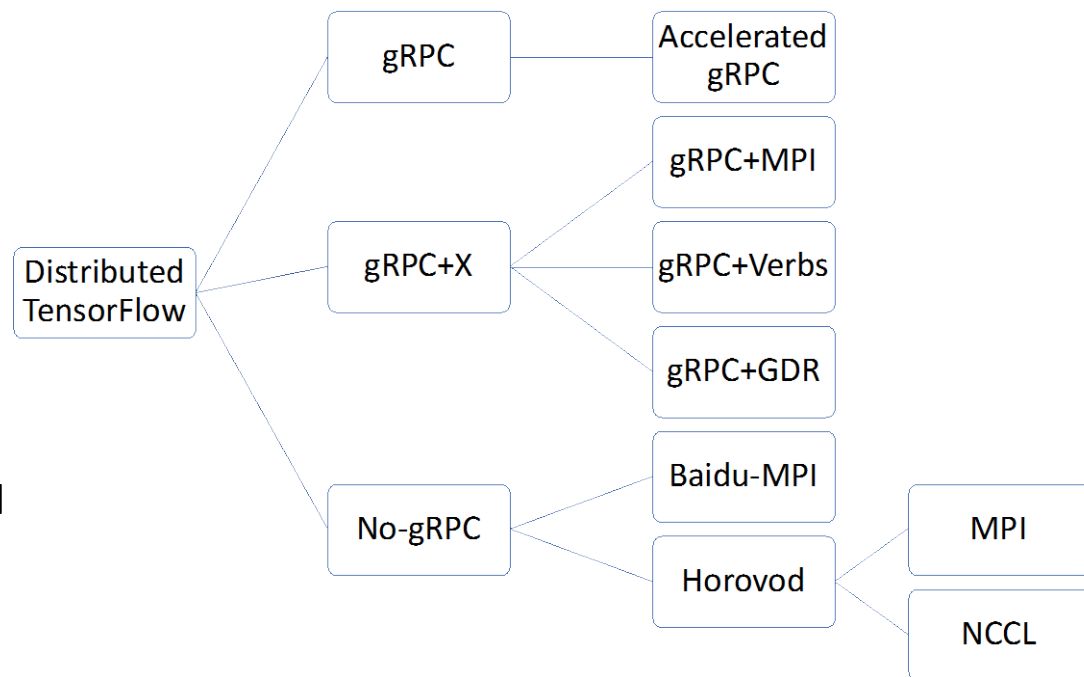 gRPC
Accelerated
gRPC
gRPC+MPI
Distributed
TensorFlow
gRPC+X
gRPC+Verbs
gRPC+GDR
No-gRPC
Baidu-MPI
Horovod
MPI
NCCL